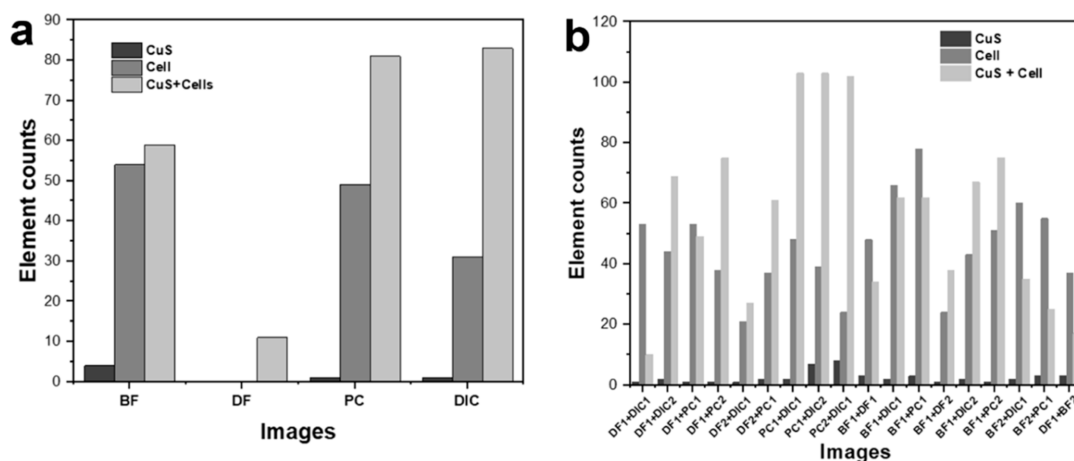 a
Element counts
90
80
70
60
50
40
30
20
10
0
CuS
Cell
CuS+Cells
BF
DF
PC
DIC
Images
b
Element counts
120
100
80
60
40
20
0
CuS
Cell
CuS + Cell
DF1+DIC1
DF1+DIC2
DF1+PC1
DF1+PC2
DF2+DIC1
DF2+PC1
PC1+DIC1
PC1+DIC2
PC2+DIC1
BF1+DF1
BF1+DIC1
BF1+PC1
BF1+DF2
BF1+DIC2
BF1+PC2
BF2+DIC1
BF2+PC1
DF1+BF2
Images